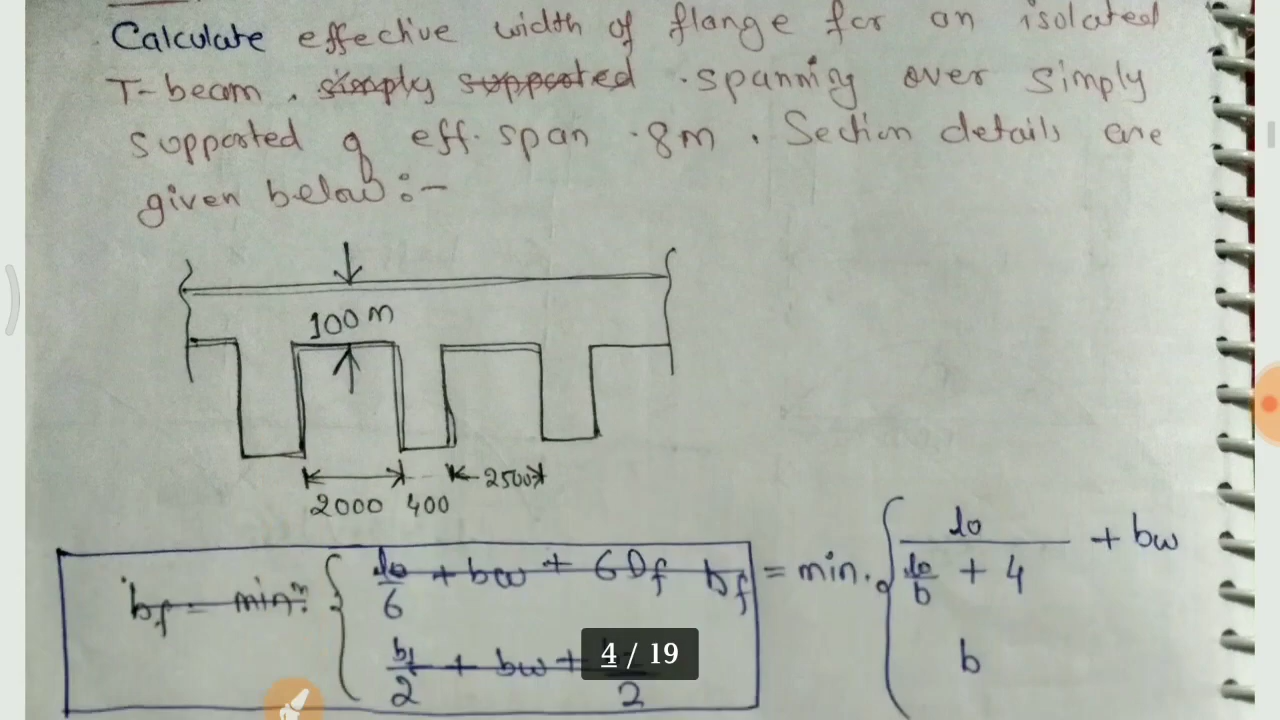 Calculate effective width of flange for an isolated
T-beam. simply supported . spanning over simply
supported of eff. span . 8m . Section details are
given below :-
100 m
2500
2000 400
bf = min^m. { lo/6 + bw + 6Df bf = min. { lo / (lo/b + 4) + bw
b1/2 + bw + /2 b
4 / 19